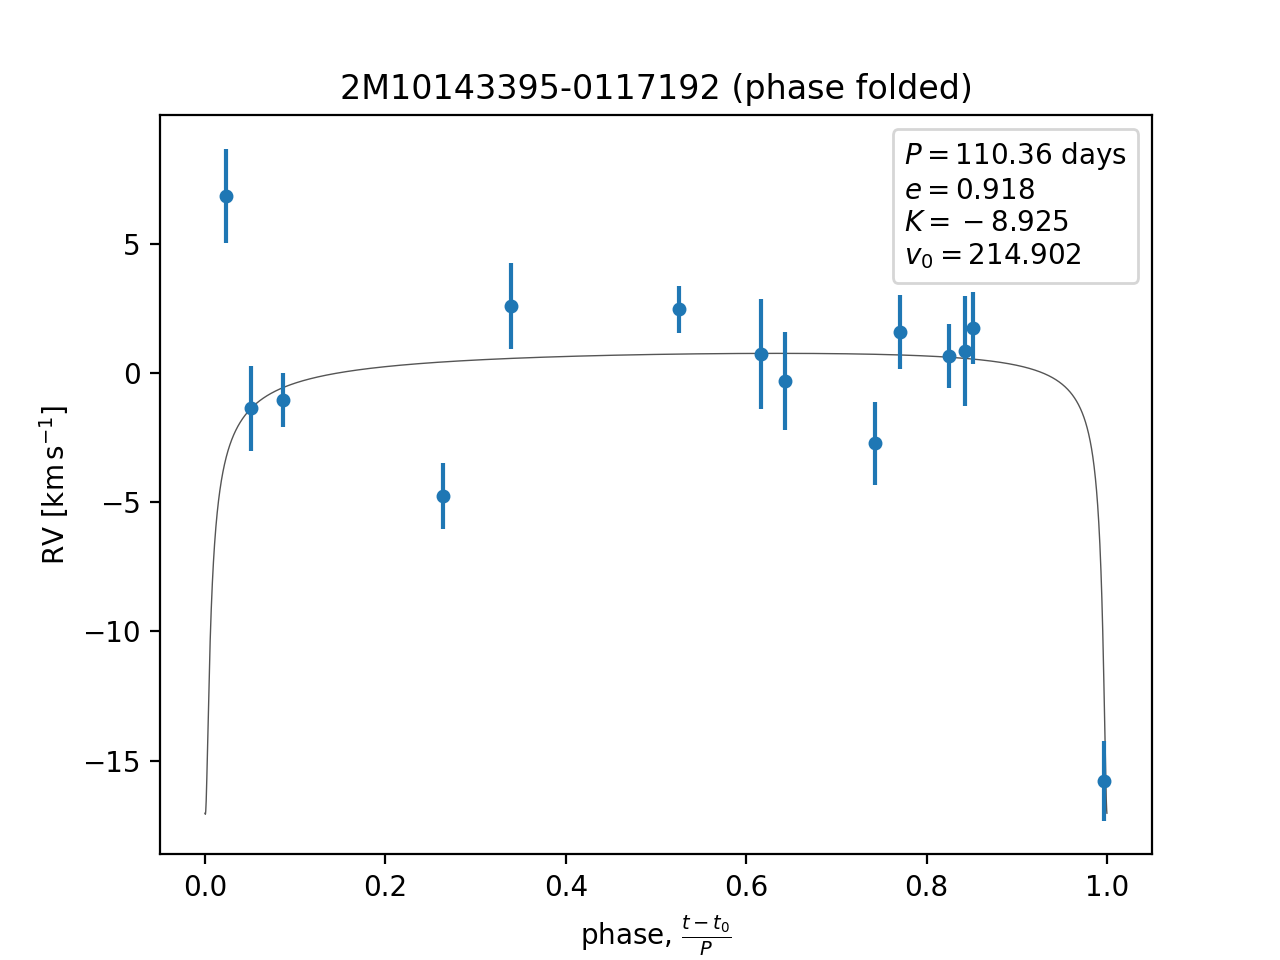 2M10143395-0117192 (phase folded)
P = 110.36 days
e = 0.918
K = −8.925
v₀ = 214.902
RV [km s⁻¹]
5
0
−5
−10
−15
0.0 0.2 0.4 0.6 0.8 1.0
phase, (t − t₀)/P